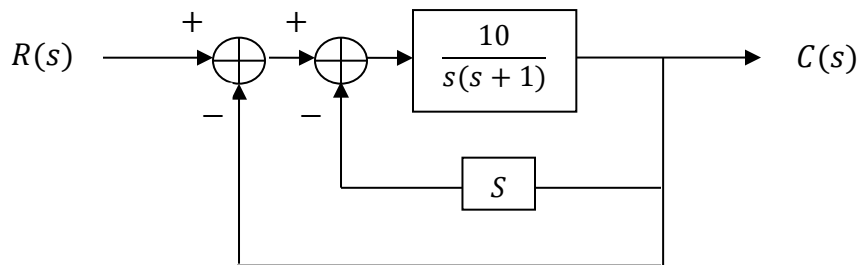 + +
R(s) 10 C(s)
s(s + 1)
− −
S